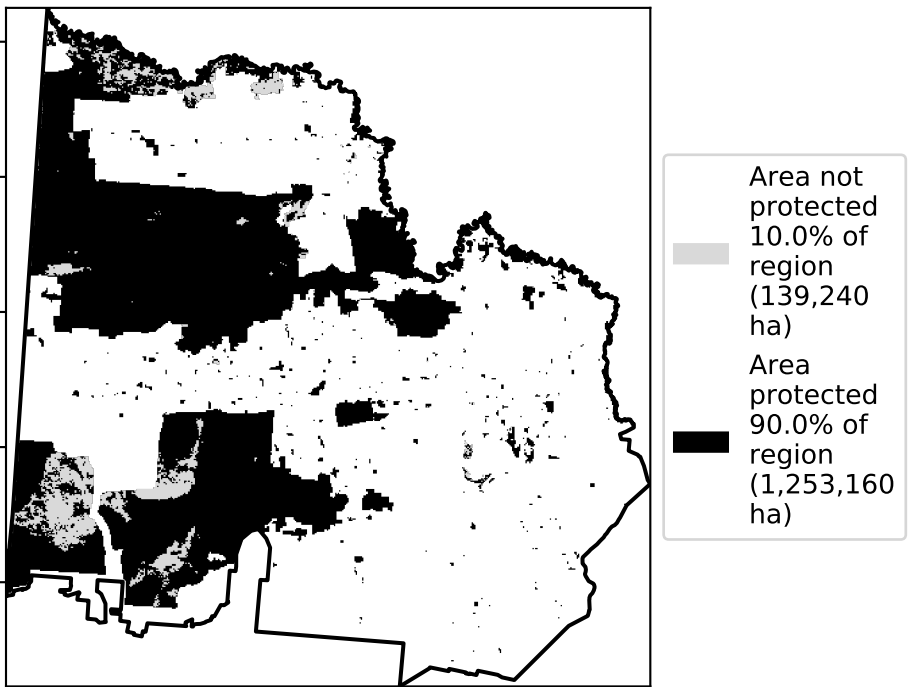 Area not
protected
10.0% of
region
(139,240
ha)
Area
protected
90.0% of
region
(1,253,160
ha)